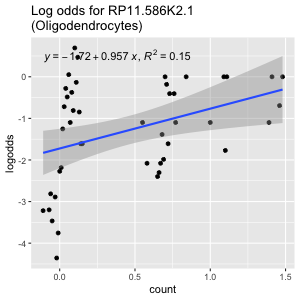 Log odds for RP11.586K2.1
(Oligodendrocytes)
y = −1.72 + 0.957 x, R² = 0.15
logodds
0
-1
-2
-3
-4
0.0
0.5
1.0
1.5
count